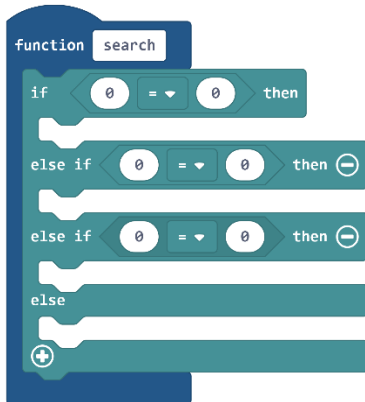 function search
if 0 = 0 then
else if 0 = 0 then
else if 0 = 0 then
else